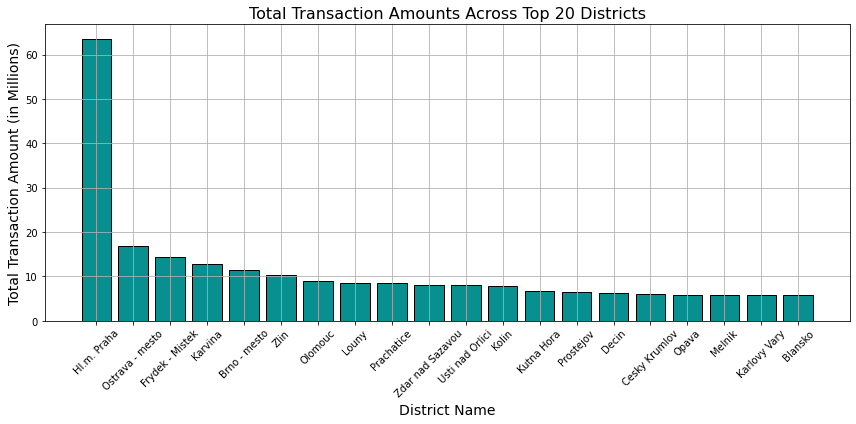 Total Transaction Amounts Across Top 20 Districts
Total Transaction Amount (in Millions)
60
50
40
30
20
10
0
Hl.m. Praha
Ostrava - mesto
Frydek - Mistek
Karvina
Brno - mesto
Zlin
Olomouc
Louny
Prachatice
Zdar nad Sazavou
Usti nad Orlici
Kolin
Kutna Hora
Prostejov
Decin
Cesky Krumlov
Opava
Melnik
Karlovy Vary
Blansko
District Name